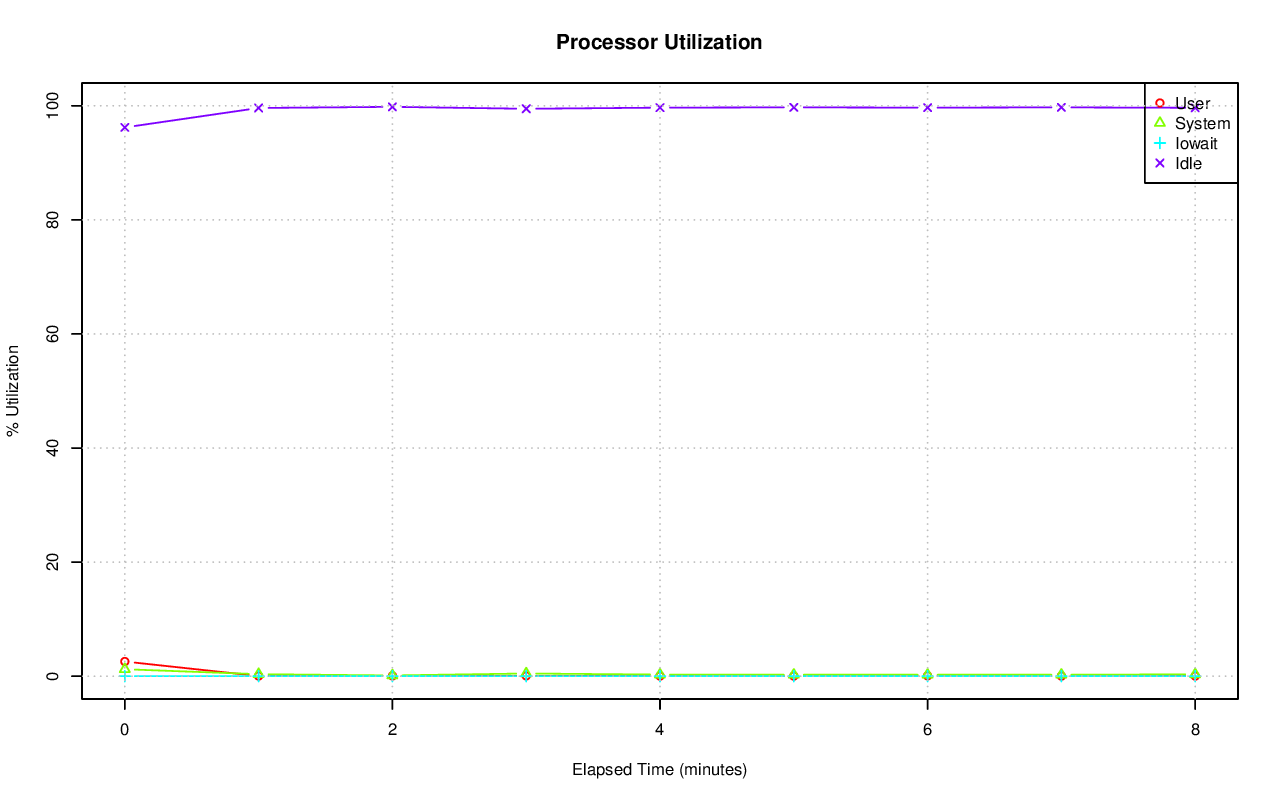 Processor Utilization
100
80
60
40
20
0
% Utilization
User
System
Iowait
Idle
0 2 4 6 8
Elapsed Time (minutes)